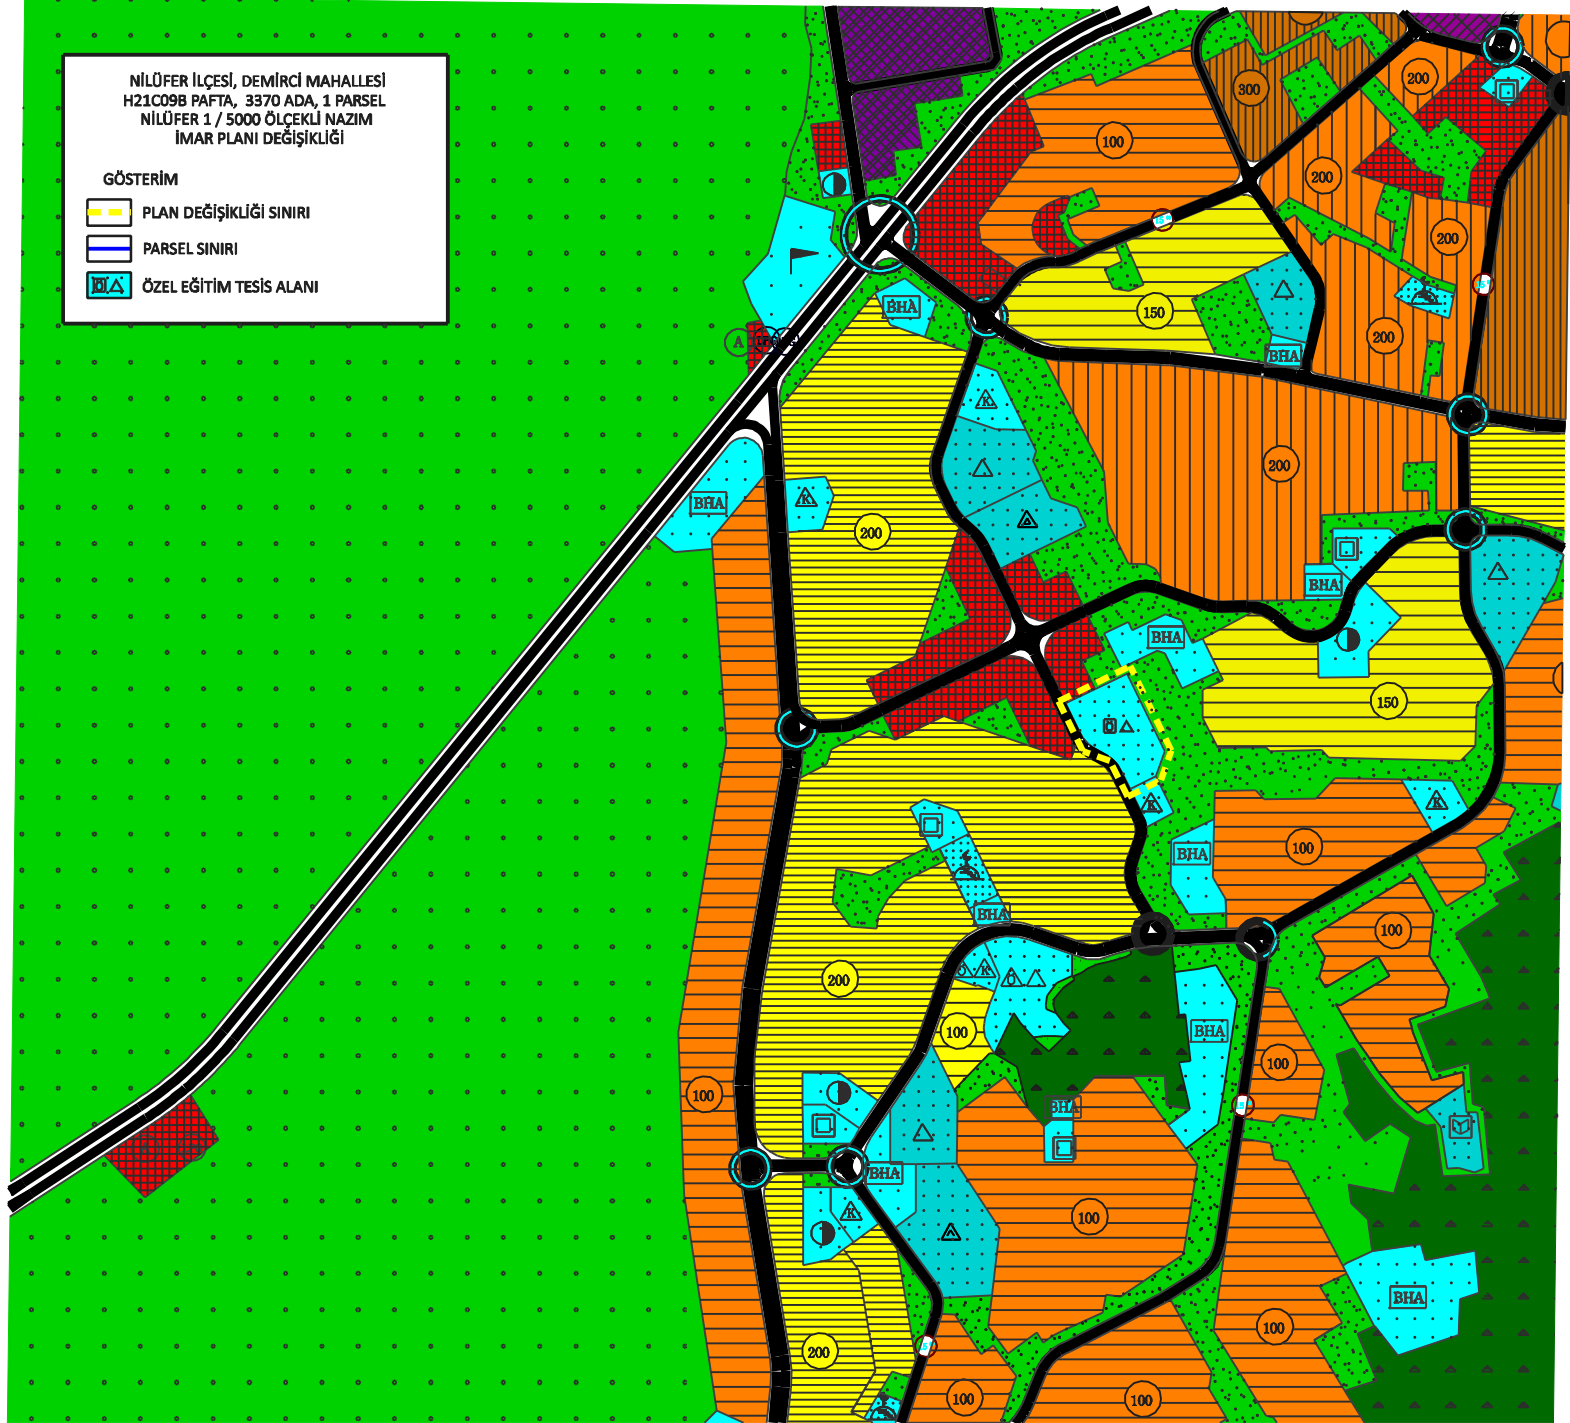 NİLÜFER İLÇESİ, DEMİRCİ MAHALLESİ
H21C09B PAFTA, 3370 ADA, 1 PARSEL
NİLÜFER 1 / 5000 ÖLÇEKLİ NAZIM
İMAR PLANI DEĞİŞİKLİĞİ
GÖSTERİM
PLAN DEĞİŞİKLİĞİ SINIRI
PARSEL SINIRI
ÖZEL EĞİTİM TESİS ALANI
200
300
100
200
200
BHA
150
200
BHA
A
K
200
BHA
K
200
BHA
BHA
150
Ö
K
K
100
BHA
BHA
100
200
K
Ö
100
BHA
100
100
BHA
BHA
100
K
BHA
100
200
100
100